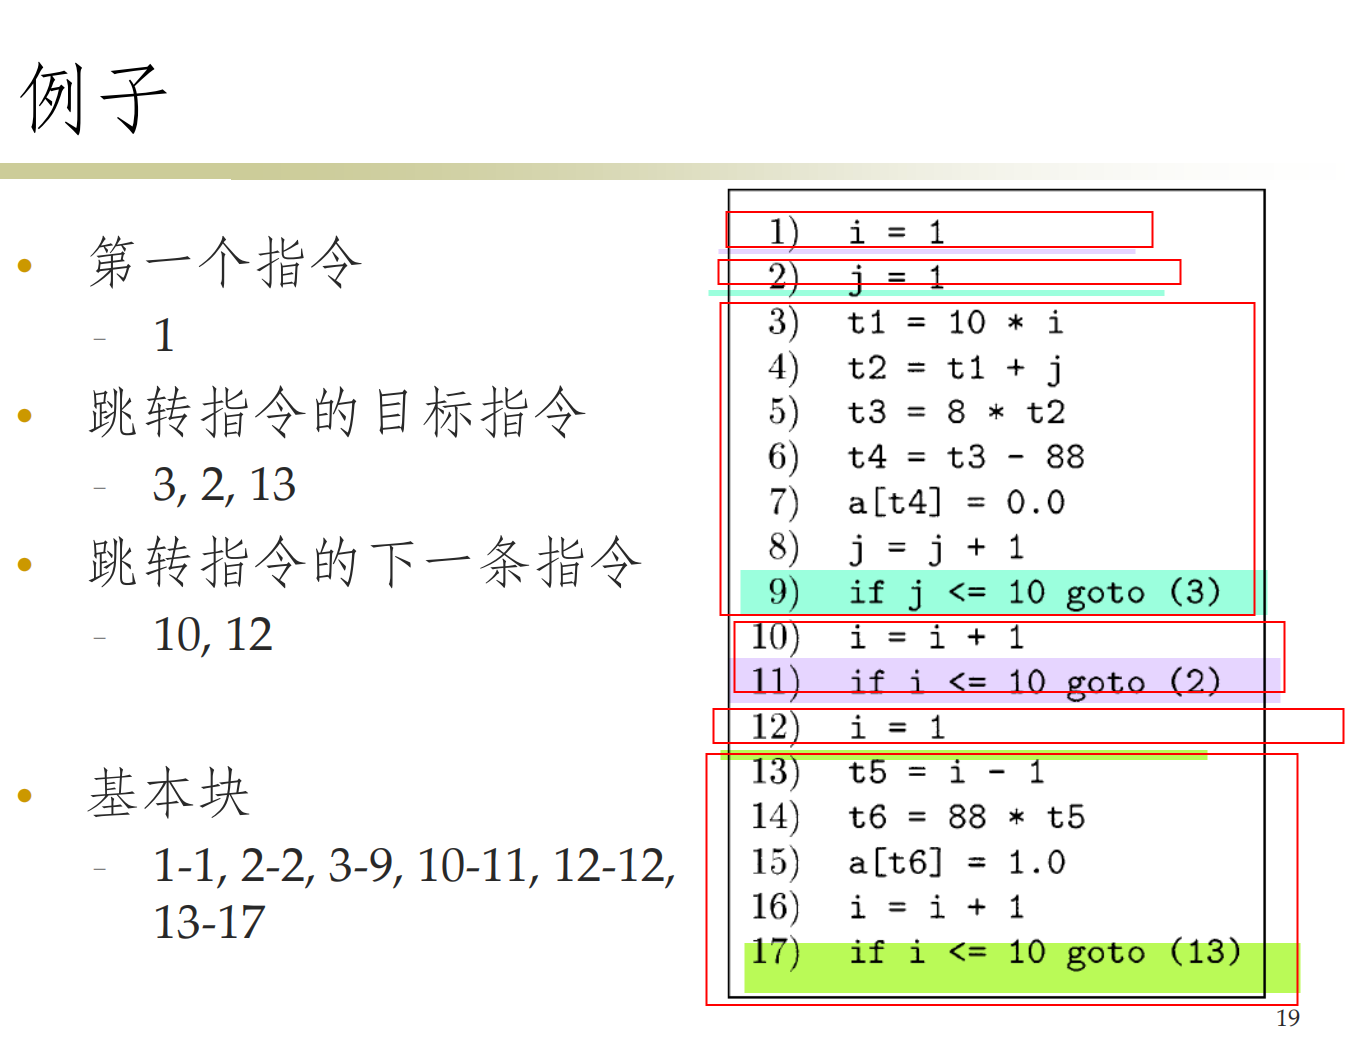 例子
第一个指令
– 1
跳转指令的目标指令
– 3, 2, 13
跳转指令的下一条指令
– 10, 12
基本块
– 1-1, 2-2, 3-9, 10-11, 12-12,
13-17
1) i = 1
2) j = 1
3) t1 = 10 * i
4) t2 = t1 + j
5) t3 = 8 * t2
6) t4 = t3 - 88
7) a[t4] = 0.0
8) j = j + 1
9) if j <= 10 goto (3)
10) i = i + 1
11) if i <= 10 goto (2)
12) i = 1
13) t5 = i - 1
14) t6 = 88 * t5
15) a[t6] = 1.0
16) i = i + 1
17) if i <= 10 goto (13)
19